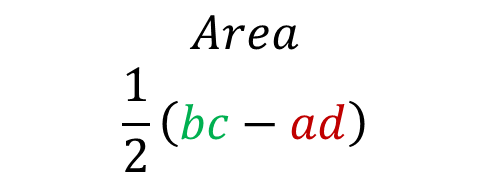 Area
1/2 (bc − ad)